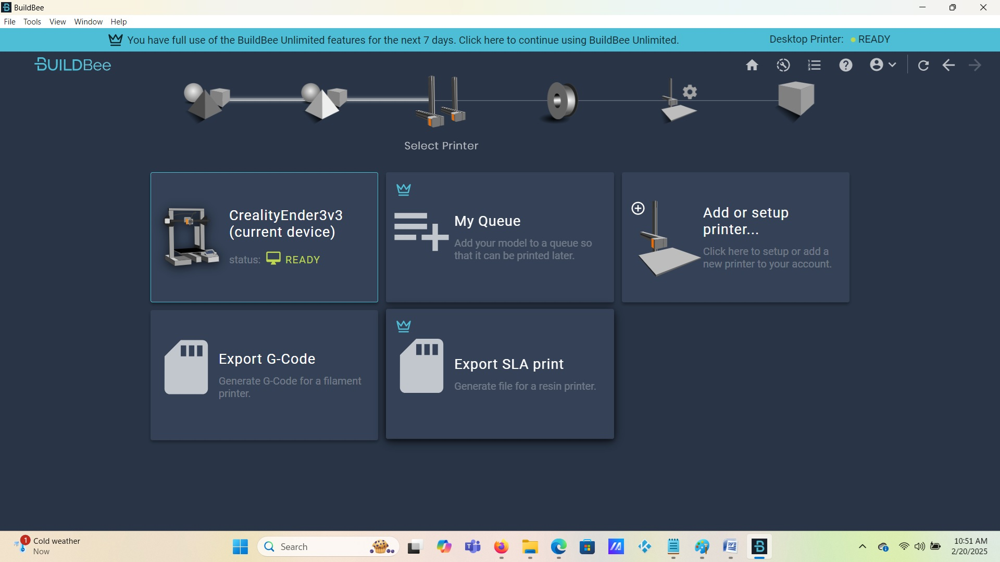 BuildBee
File Tools View Window Help
You have full use of the BuildBee Unlimited features for the next 7 days. Click here to continue using BuildBee Unlimited.
Desktop Printer: READY
BUILDBee
Select Printer
CrealityEnder3v3
(current device)
status: READY
My Queue
Add your model to a queue so
that it can be printed later.
Add or setup
printer...
Click here to setup or add a
new printer to your account.
Export G-Code
Generate G-Code for a filament
printer.
Export SLA print
Generate file for a resin printer.
1
Cold weather
Now
Search
10:51 AM
2/20/2025